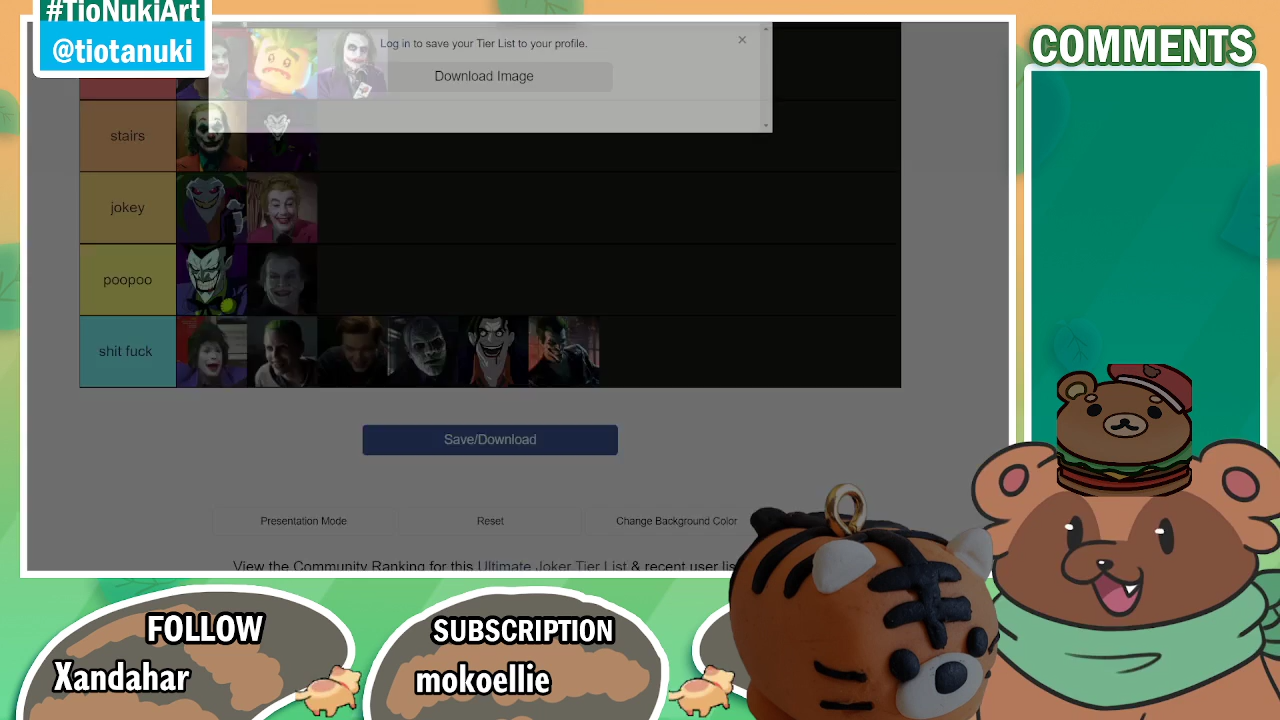 #TioNukiArt
@tiotanuki
COMMENTS
Log in to save your Tier List to your profile.
×
Download Image
stairs
jokey
poopoo
shit fuck
Save/Download
Presentation Mode
Reset
Change Background Color
View the Community Ranking for this Ultimate Joker Tier List & recent user
FOLLOW
Xandahar
SUBSCRIPTION
mokoellie